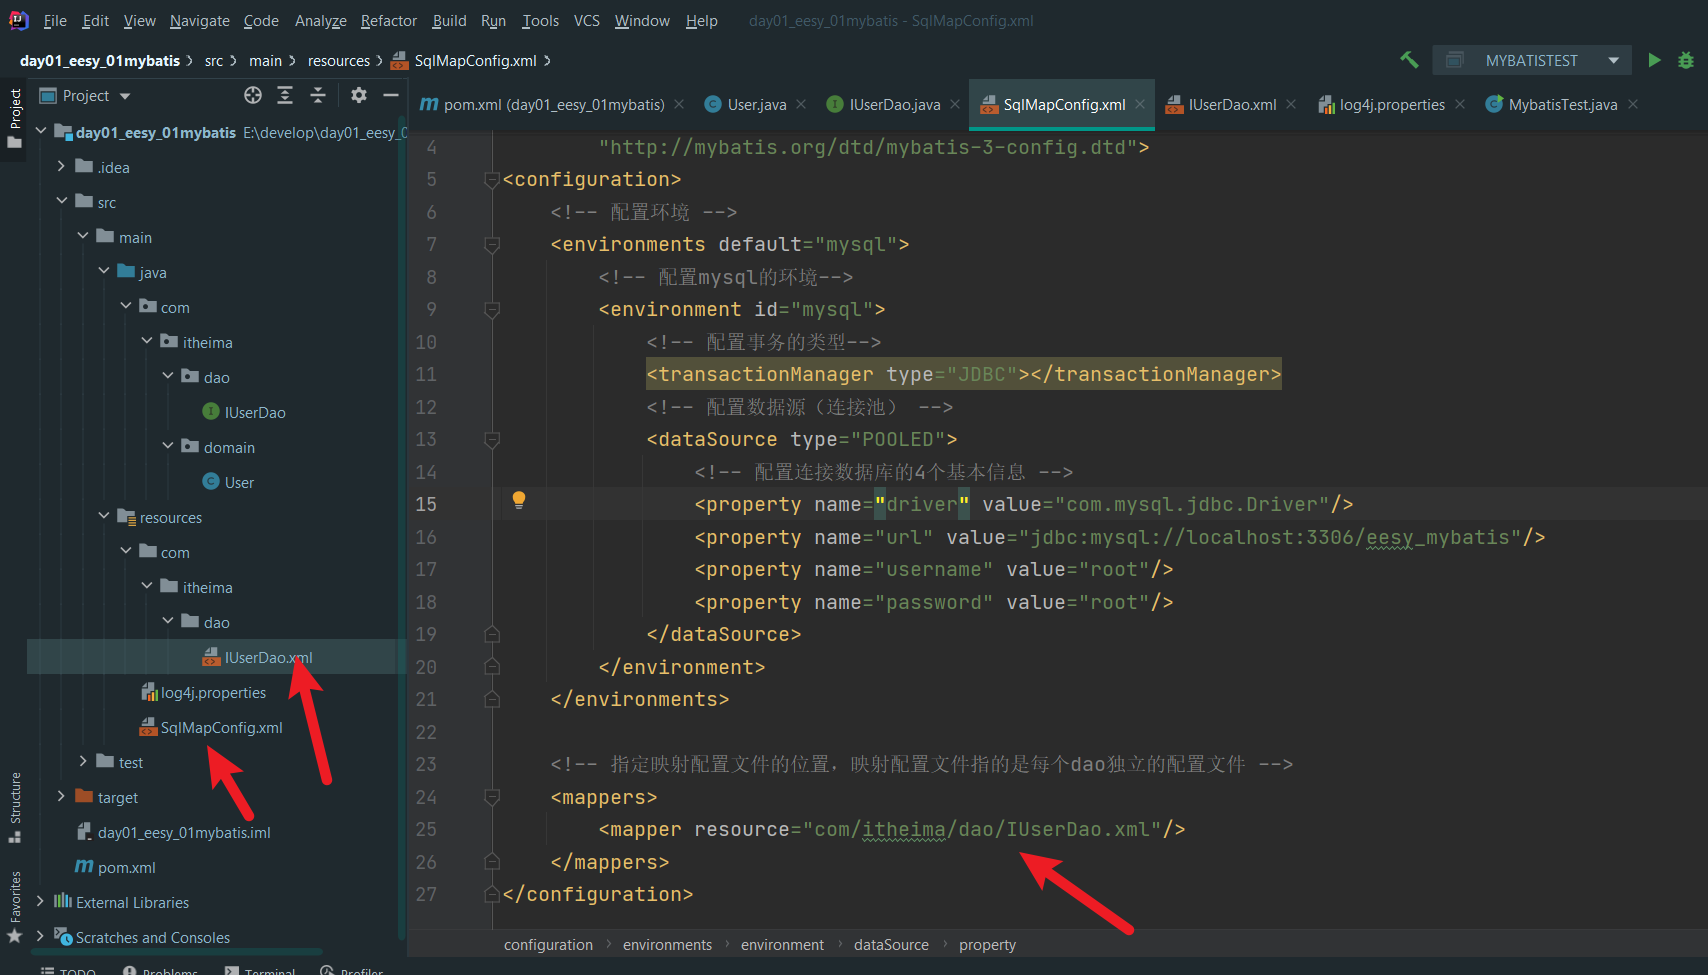 File Edit View Navigate Code Analyze Refactor Build Run Tools VCS Window Help day01_eesy_01mybatis - SqlMapConfig.xml
day01_eesy_01mybatis src main resources SqlMapConfig.xml MYBATISTEST
Project
Project
pom.xml (day01_eesy_01mybatis) User.java IUserDao.java SqlMapConfig.xml IUserDao.xml log4j.properties MybatisTest.java
day01_eesy_01mybatis E:\develop\day01_eesy_0
.idea
src
main
java
com
itheima
dao
IUserDao
domain
User
resources
com
itheima
dao
IUserDao.xml
log4j.properties
SqlMapConfig.xml
test
target
day01_eesy_01mybatis.iml
pom.xml
External Libraries
Scratches and Consoles
Structure
Favorites
4 "http://mybatis.org/dtd/mybatis-3-config.dtd">
5 <configuration>
6 <!-- 配置环境 -->
7 <environments default="mysql">
8 <!-- 配置mysql的环境-->
9 <environment id="mysql">
10 <!-- 配置事务的类型-->
11 <transactionManager type="JDBC"></transactionManager>
12 <!-- 配置数据源（连接池） -->
13 <dataSource type="POOLED">
14 <!-- 配置连接数据库的4个基本信息 -->
15 <property name="driver" value="com.mysql.jdbc.Driver"/>
16 <property name="url" value="jdbc:mysql://localhost:3306/eesy_mybatis"/>
17 <property name="username" value="root"/>
18 <property name="password" value="root"/>
19 </dataSource>
20 </environment>
21 </environments>
22
23 <!-- 指定映射配置文件的位置，映射配置文件指的是每个dao独立的配置文件 -->
24 <mappers>
25 <mapper resource="com/itheima/dao/IUserDao.xml"/>
26 </mappers>
27 </configuration>
configuration environments environment dataSource property
TODO Problems Terminal Profiler